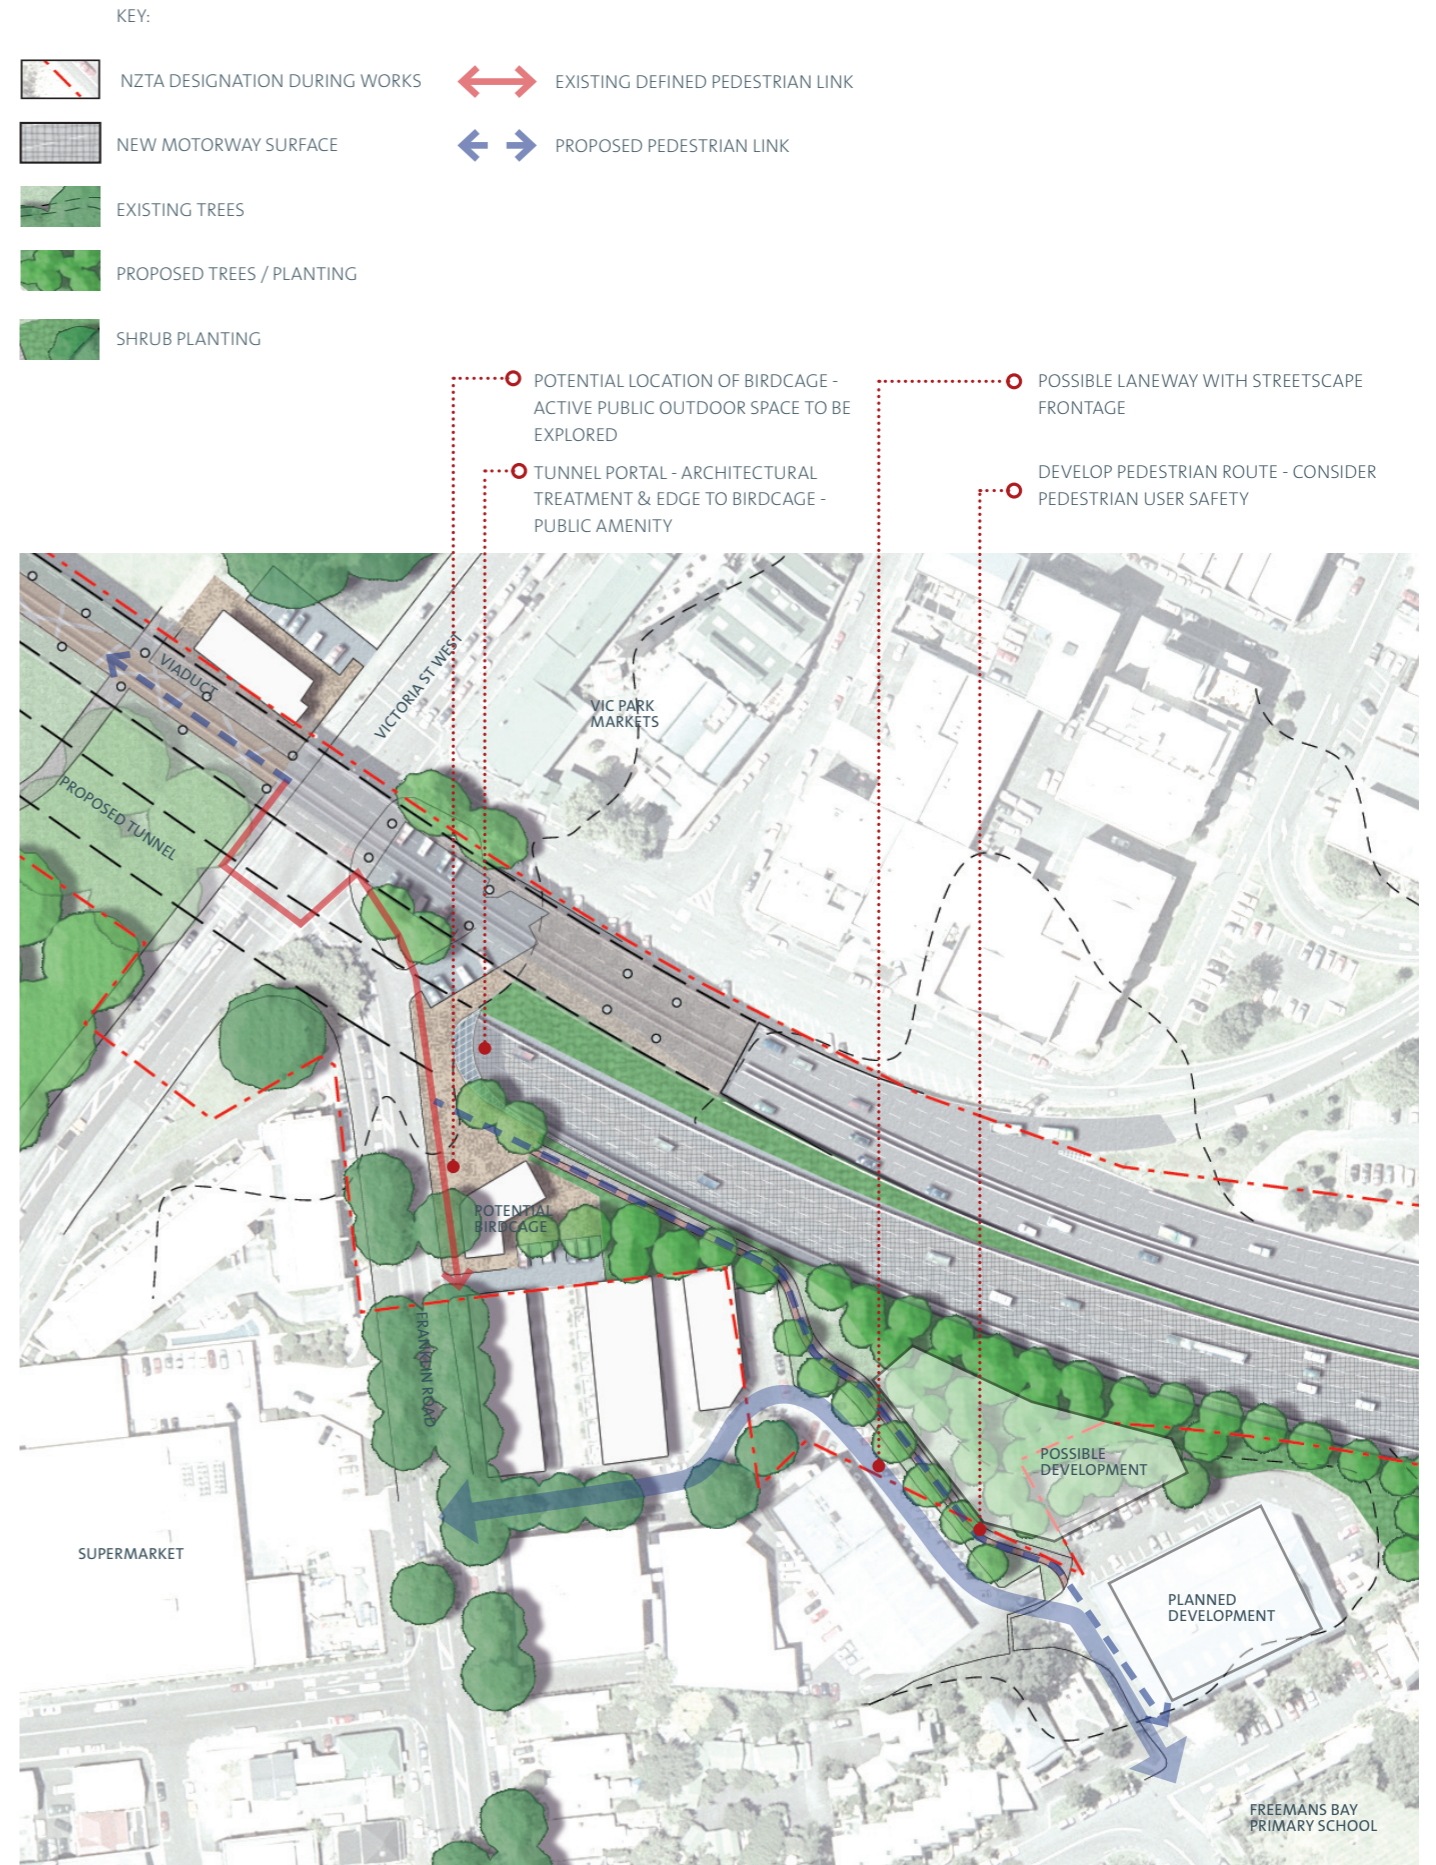 KEY:
NZTA DESIGNATION DURING WORKS
EXISTING DEFINED PEDESTRIAN LINK
NEW MOTORWAY SURFACE
PROPOSED PEDESTRIAN LINK
EXISTING TREES
PROPOSED TREES / PLANTING
SHRUB PLANTING
POTENTIAL LOCATION OF BIRDCAGE -
ACTIVE PUBLIC OUTDOOR SPACE TO BE
EXPLORED
POSSIBLE LANEWAY WITH STREETSCAPE
FRONTAGE
TUNNEL PORTAL - ARCHITECTURAL
TREATMENT & EDGE TO BIRDCAGE -
PUBLIC AMENITY
DEVELOP PEDESTRIAN ROUTE - CONSIDER
PEDESTRIAN USER SAFETY
VIADUCT
VICTORIA ST WEST
VIC PARK
MARKETS
PROPOSED TUNNEL
POTENTIAL
BIRDCAGE
FRANKLIN ROAD
POSSIBLE
DEVELOPMENT
SUPERMARKET
PLANNED
DEVELOPMENT
FREEMANS BAY
PRIMARY SCHOOL